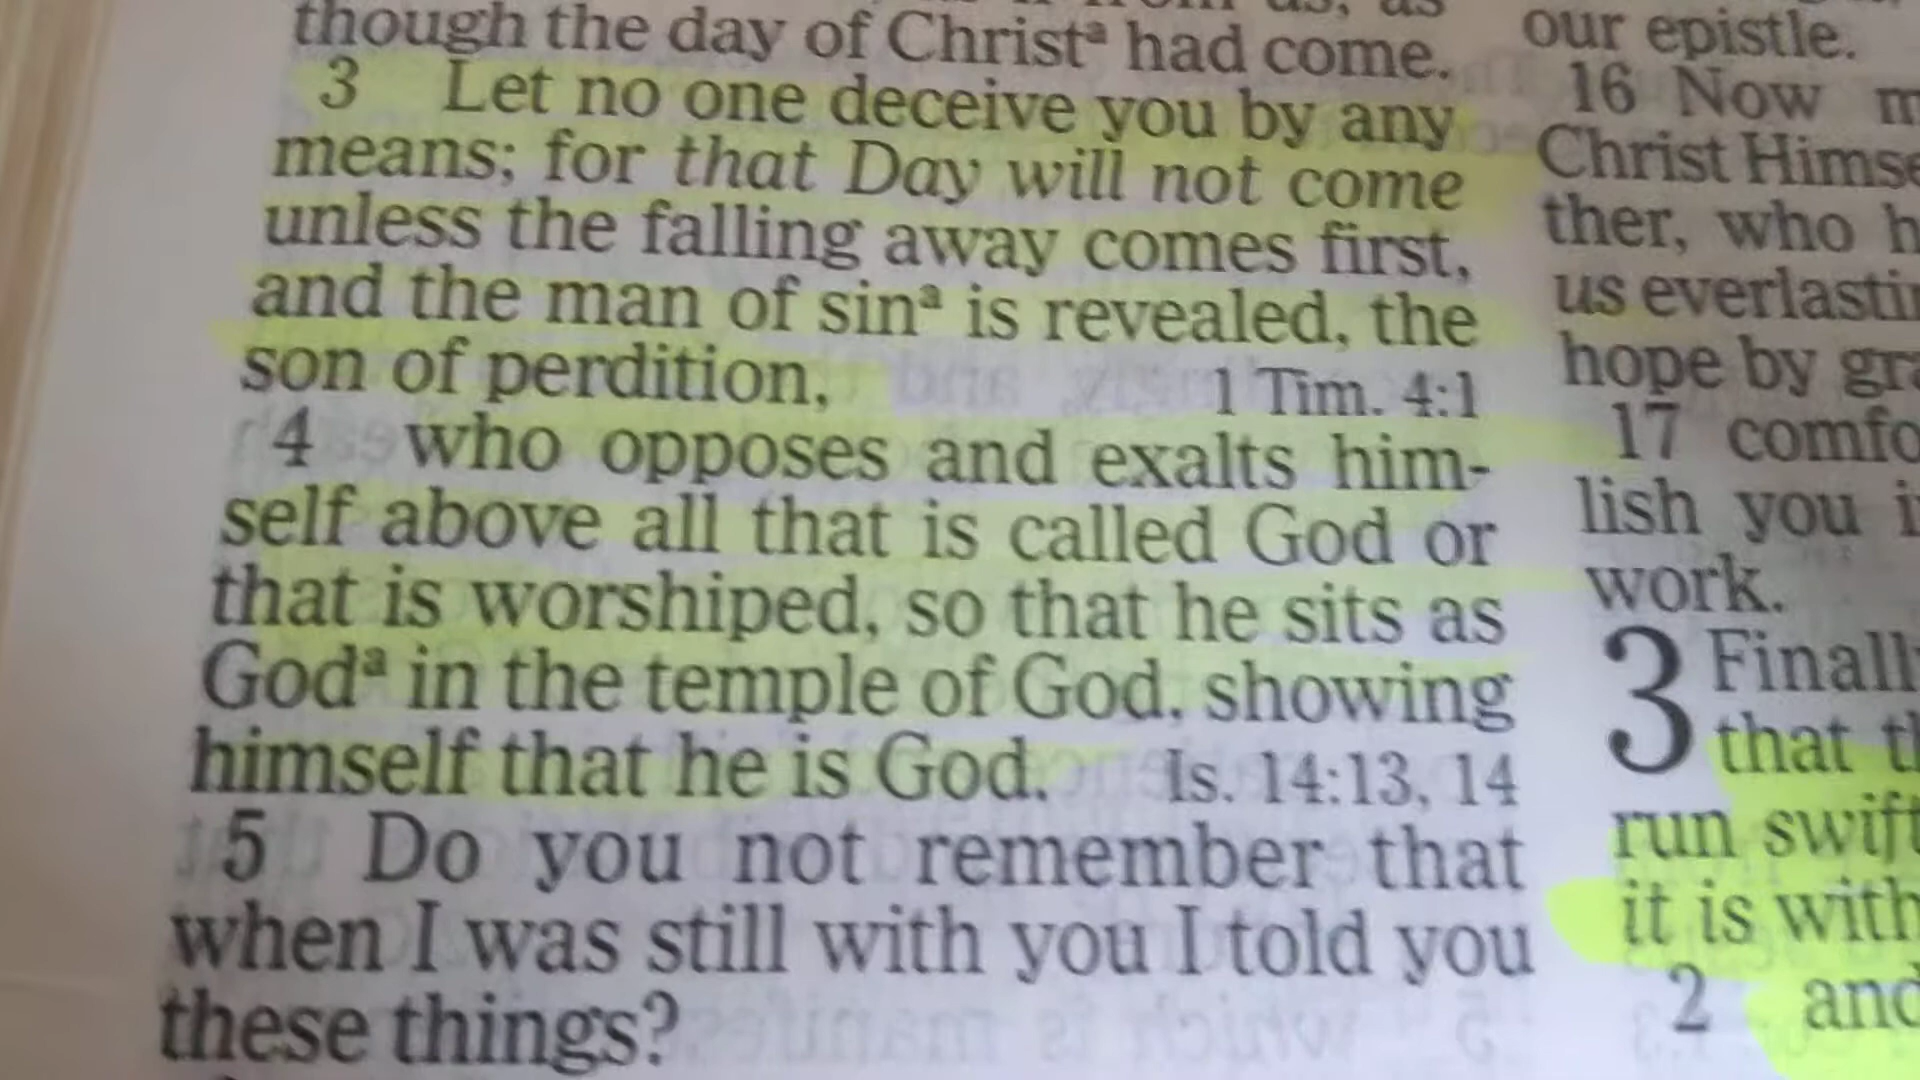 though the day of Christᵃ had come.
3 Let no one deceive you by any
means; for that Day will not come
unless the falling away comes first,
and the man of sinᵃ is revealed, the
son of perdition, 1 Tim. 4:1
4 who opposes and exalts him-
self above all that is called God or
that is worshiped, so that he sits as
Godᵃ in the temple of God, showing
himself that he is God. Is. 14:13, 14
5 Do you not remember that
when I was still with you I told you
these things?
our epistle.
16 Now
Christ
ther, who
us
hope by
17
lish you
work.
3
that
run
it is with
2 and